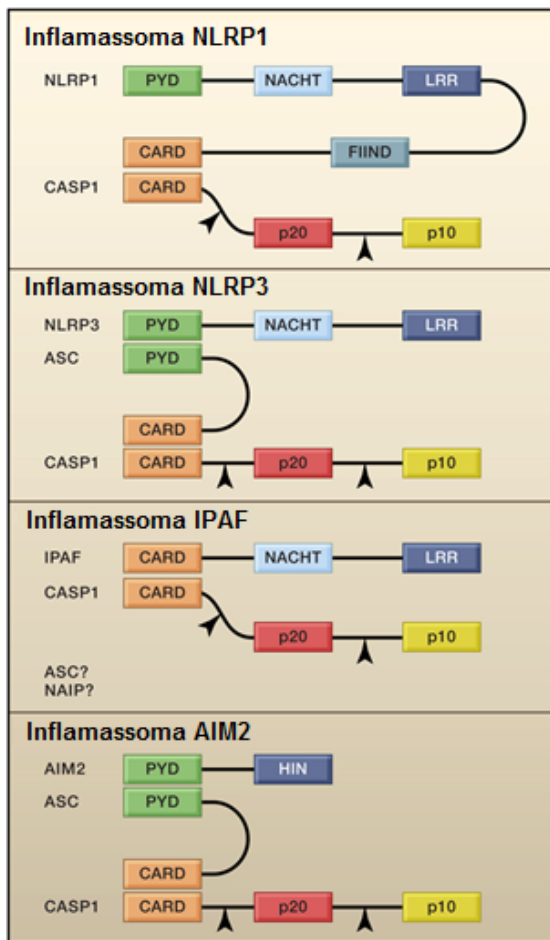 Inflamassoma NLRP1
NLRP1 PYD NACHT LRR
CARD FIIND
CASP1 CARD
p20 p10
Inflamassoma NLRP3
NLRP3 PYD NACHT LRR
ASC PYD
CARD
CASP1 CARD p20 p10
Inflamassoma IPAF
IPAF CARD NACHT LRR
CASP1 CARD
p20 p10
ASC?
NAIP?
Inflamassoma AIM2
AIM2 PYD HIN
ASC PYD
CARD
CASP1 CARD p20 p10